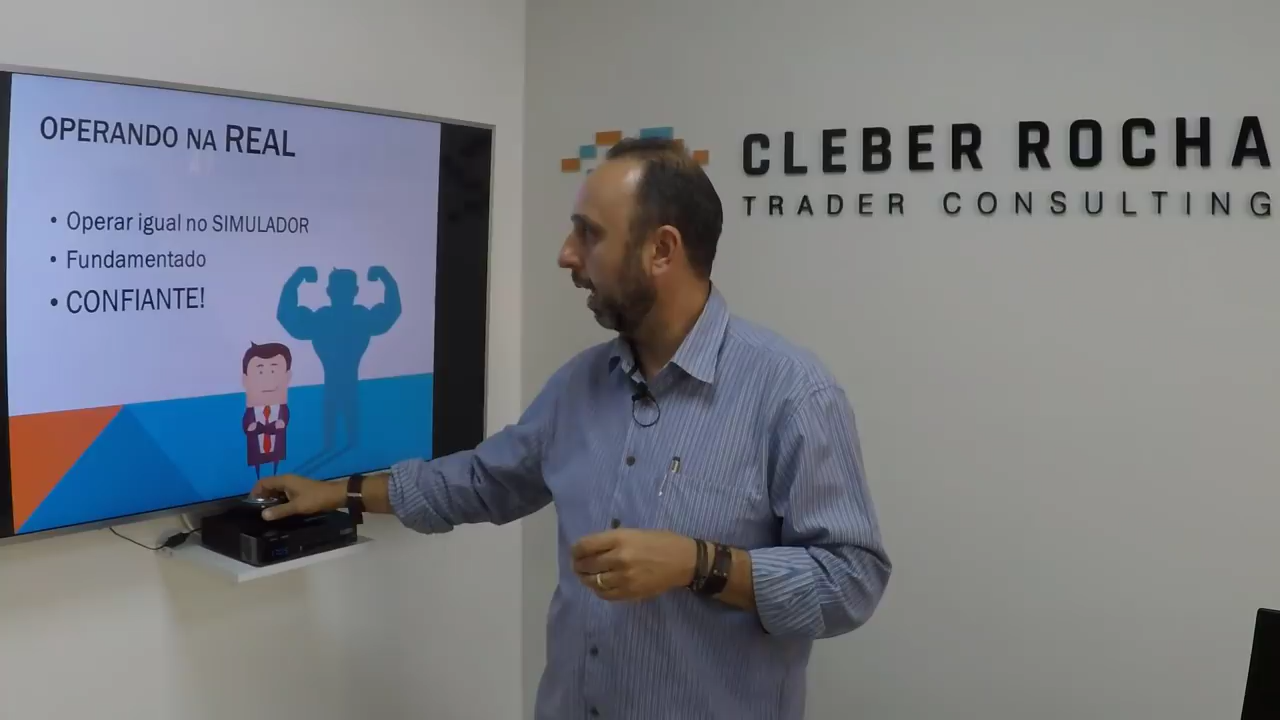 OPERANDO NA REAL
• Operar igual no SIMULADOR
• Fundamentado
• CONFIANTE!
CLEBER ROCHA
TRADER CONSULTING